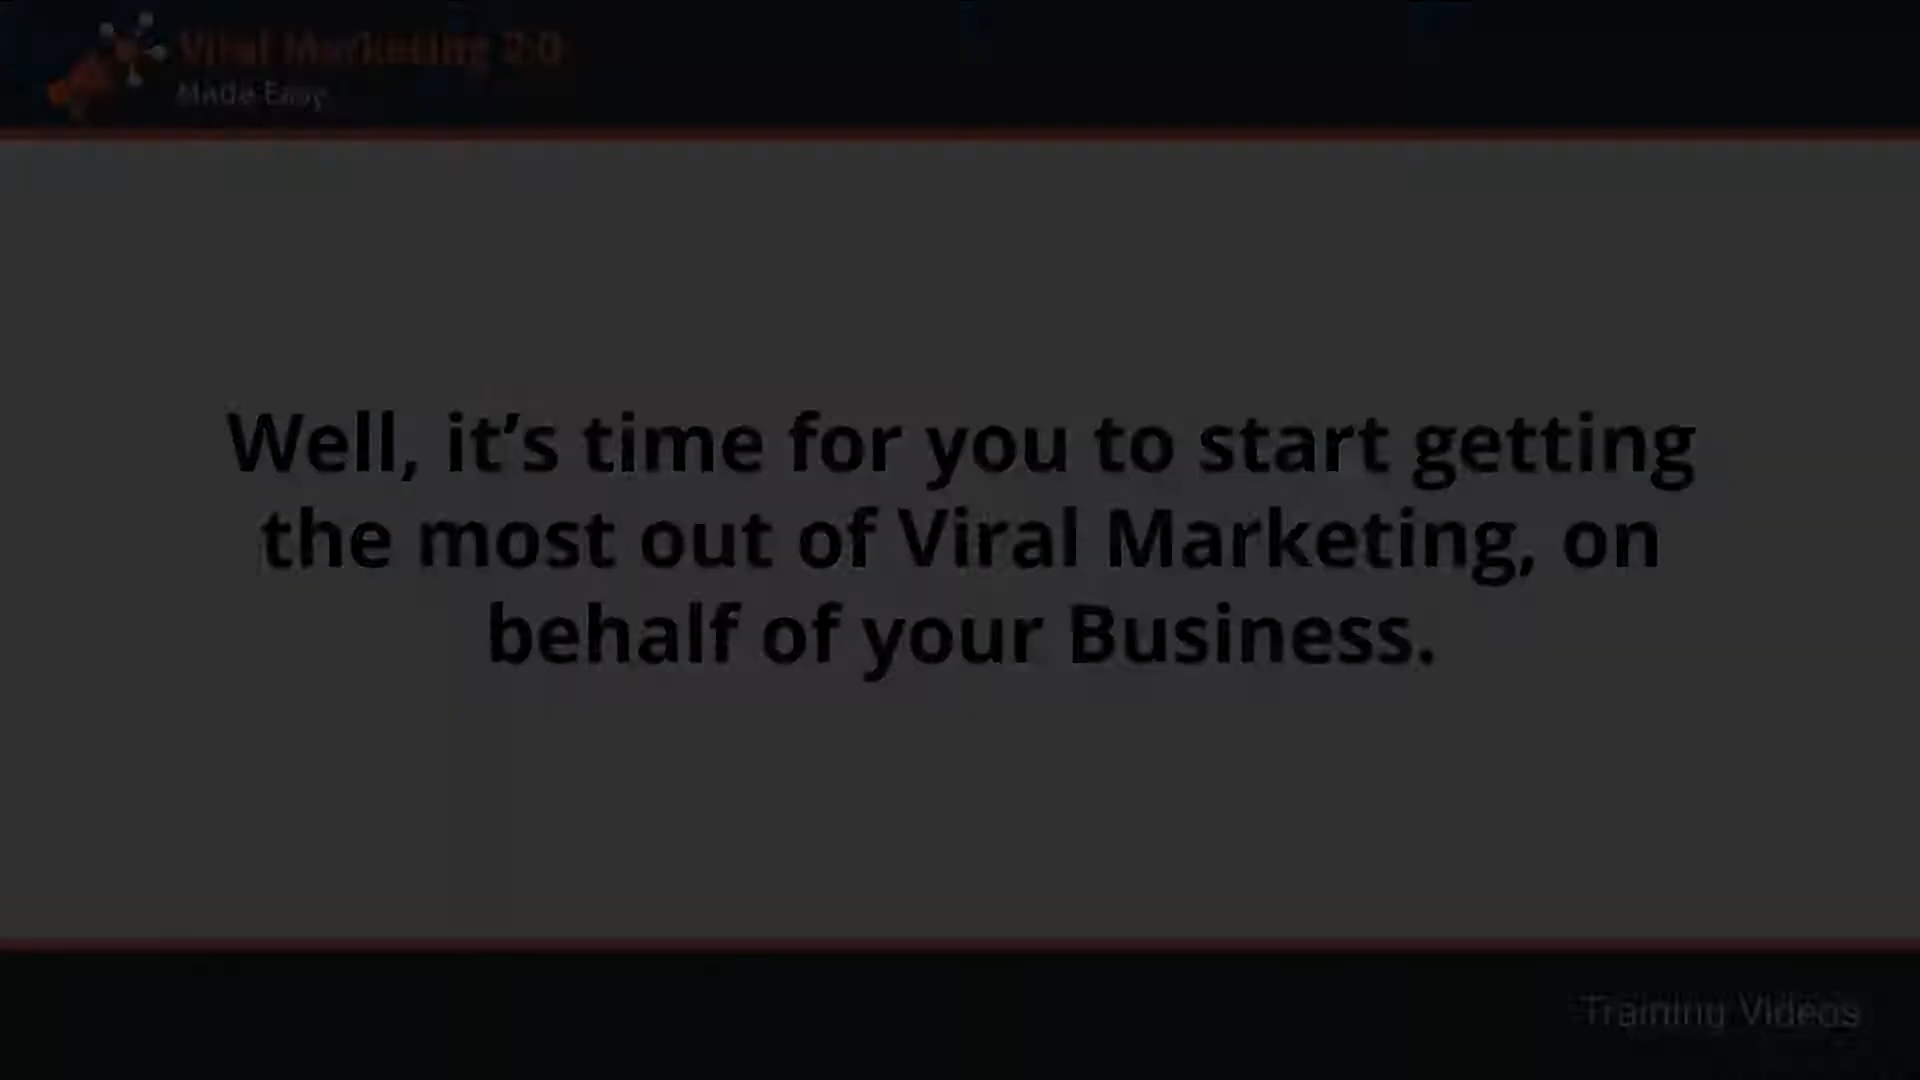 Viral Marketing 2.0
Made Easy
Well, it’s time for you to start getting
the most out of Viral Marketing, on
behalf of your Business.
Training Videos